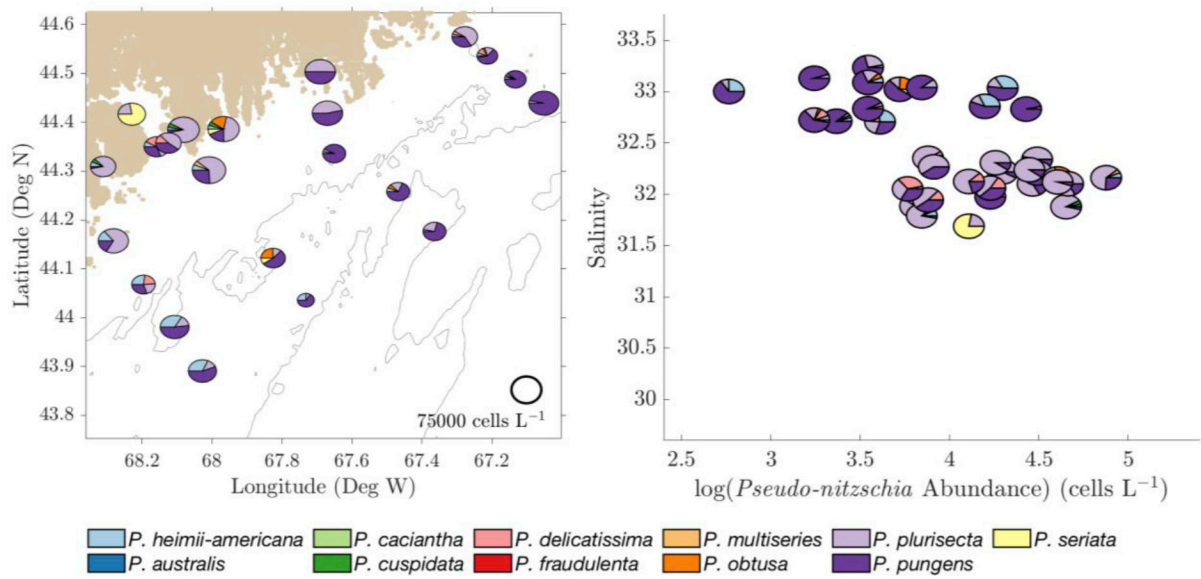 44.6
44.5
44.4
44.3
44.2
44.1
44
43.9
43.8
Latitude (Deg N)
75000 cells L⁻¹
68.2 68 67.8 67.6 67.4 67.2
Longitude (Deg W)
33.5
33
32.5
32
31.5
31
30.5
30
Salinity
2.5 3 3.5 4 4.5 5
log(Pseudo-nitzschia Abundance) (cells L⁻¹)
P. heimii-americana P. caciantha P. delicatissima P. multiseries P. plurisecta P. seriata
P. australis P. cuspidata P. fraudulenta P. obtusa P. pungens